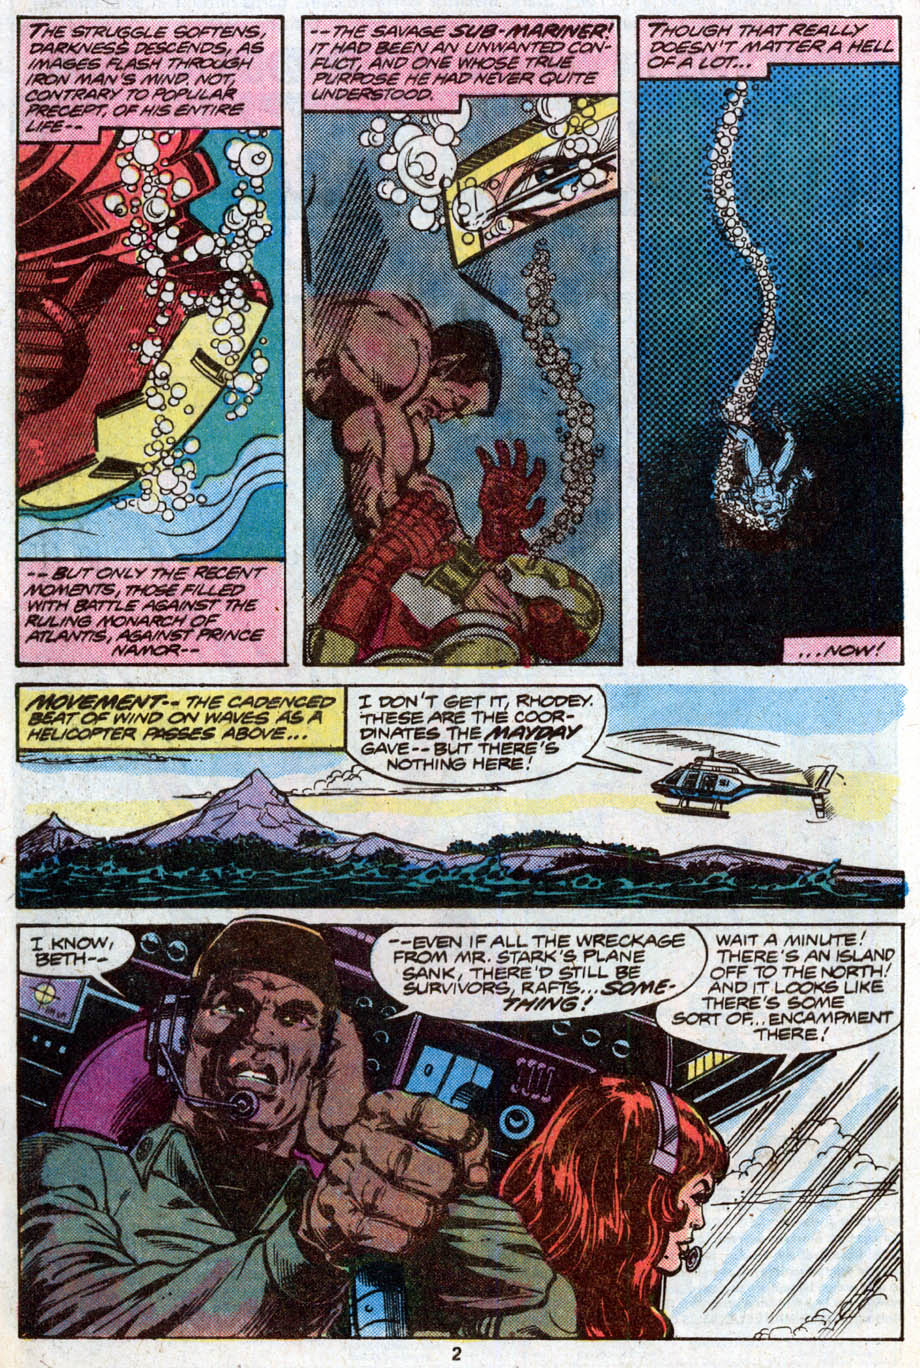 THE STRUGGLE SOFTENS,
DARKNESS DESCENDS, AS
IMAGES FLASH THROUGH
IRON MAN'S MIND. NOT,
CONTRARY TO POPULAR
PRECEPT, OF HIS ENTIRE
LIFE--
--BUT ONLY THE RECENT
MOMENTS, THOSE FILLED
WITH BATTLE AGAINST THE
RULING MONARCH OF
ATLANTIS, AGAINST PRINCE
NAMOR--
--THE SAVAGE SUB-MARINER!
IT HAD BEEN AN UNWANTED CON-
FLICT, AND ONE WHOSE TRUE
PURPOSE HE HAD NEVER QUITE
UNDERSTOOD.
THOUGH THAT REALLY
DOESN'T MATTER A HELL
OF A LOT...
...NOW!
MOVEMENT-- THE CADENCED
BEAT OF WIND ON WAVES AS A
HELICOPTER PASSES ABOVE...
I DON'T GET IT, RHODEY.
THESE ARE THE COOR-
DINATES THE MAYDAY
GAVE-- BUT THERE'S
NOTHING HERE!
I KNOW,
BETH--
--EVEN IF ALL THE WRECKAGE
FROM MR. STARK'S PLANE
SANK, THERE'D STILL BE
SURVIVORS, RAFTS...SOME-
THING!
WAIT A MINUTE!
THERE'S AN ISLAND
OFF TO THE NORTH!
AND IT LOOKS LIKE
THERE'S SOME
SORT OF... ENCAMPMENT
THERE!
2